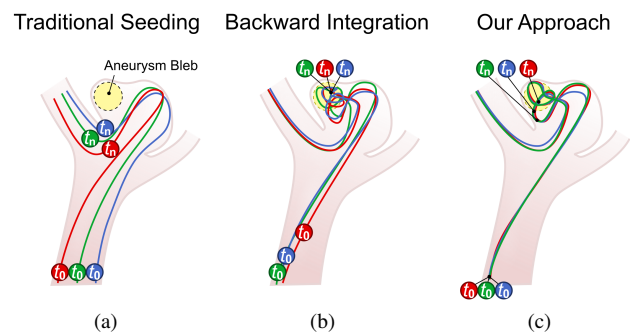 Traditional Seeding
Backward Integration
Our Approach
Aneurysm Bleb
tn tn tn
tn tn tn
tn
tn
tn
t0
t0 t0 t0
t0
t0
t0 t0 t0
(a)
(b)
(c)